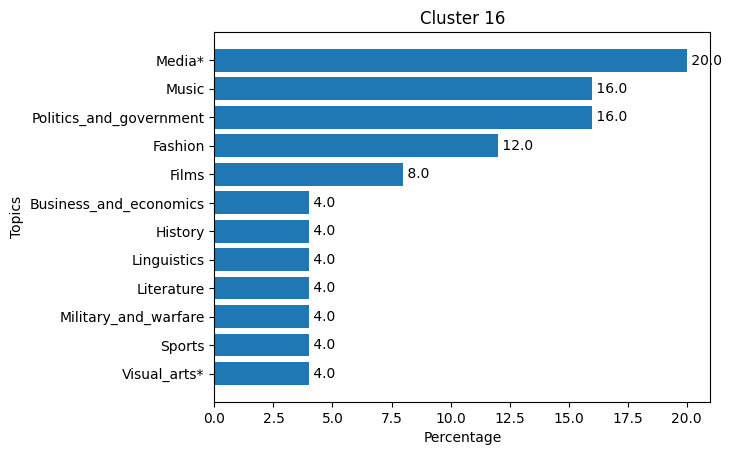 Cluster 16
Topics
Media* 20.0
Music 16.0
Politics_and_government 16.0
Fashion 12.0
Films 8.0
Business_and_economics 4.0
History 4.0
Linguistics 4.0
Literature 4.0
Military_and_warfare 4.0
Sports 4.0
Visual_arts* 4.0
0.0 2.5 5.0 7.5 10.0 12.5 15.0 17.5 20.0
Percentage